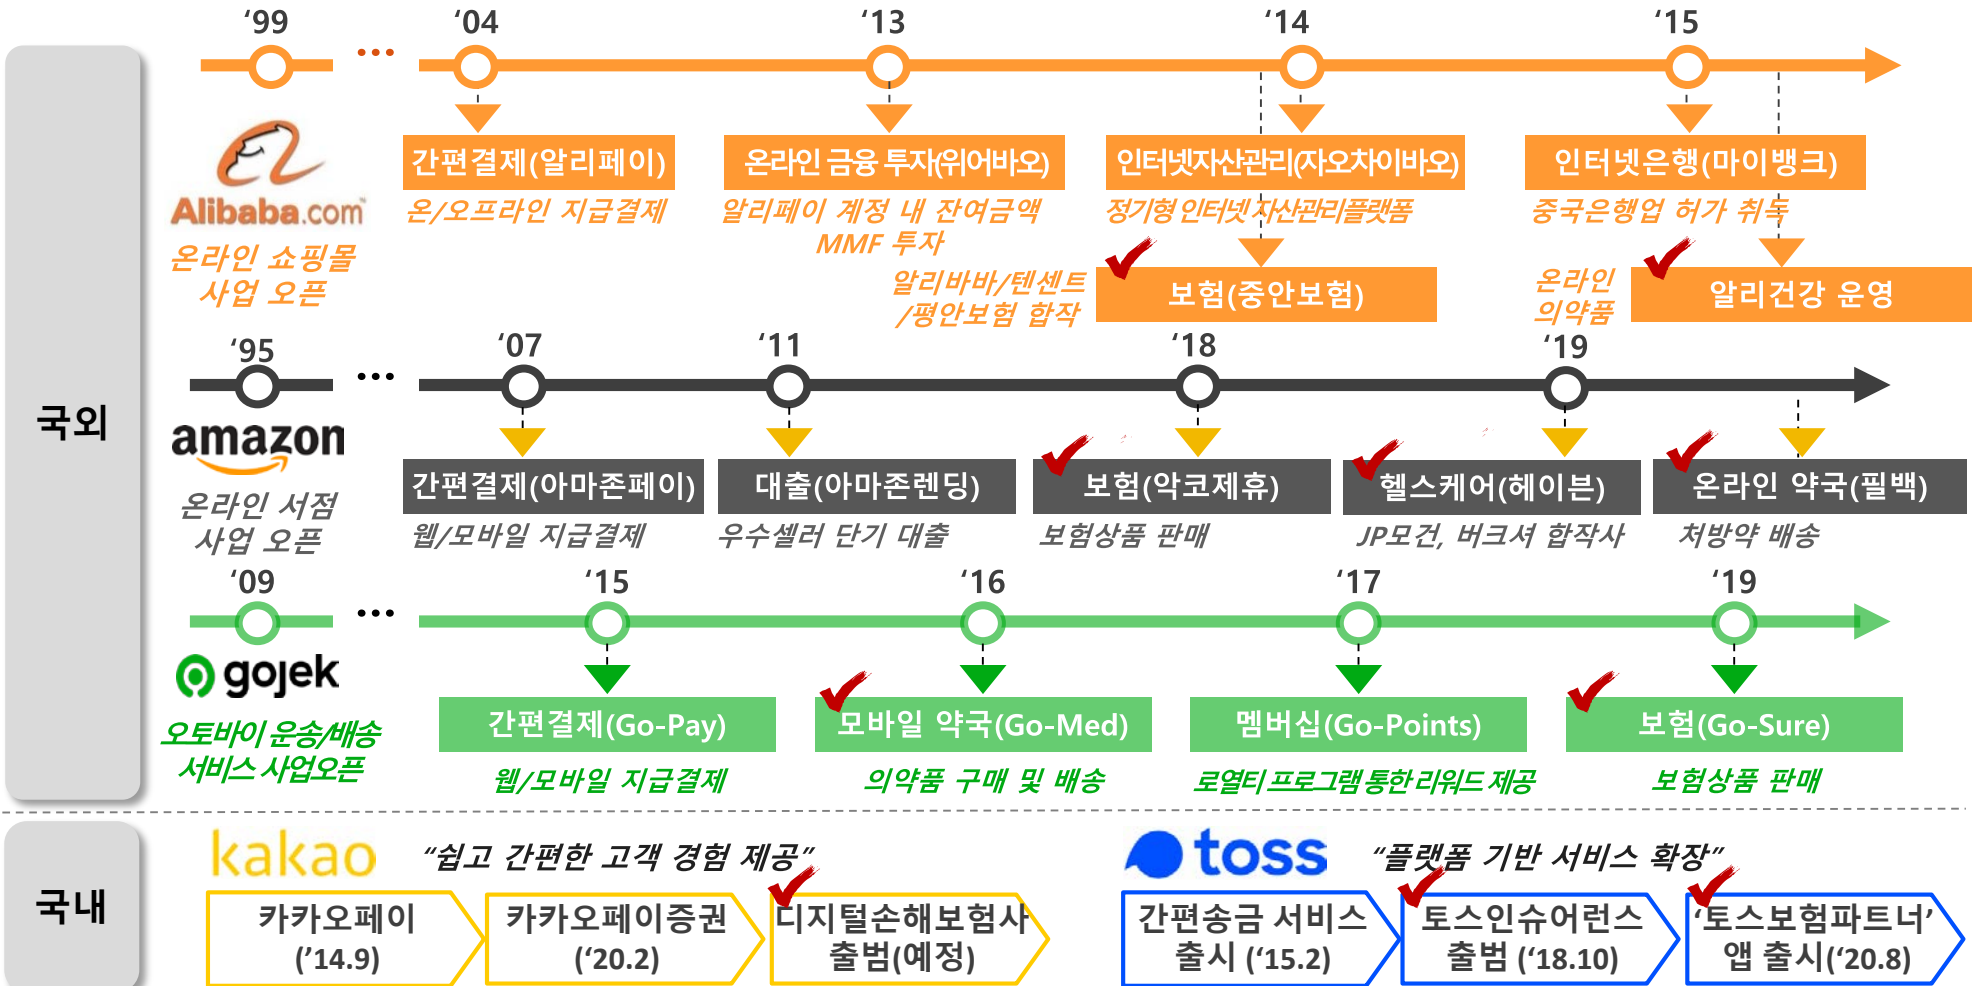 국외
‘99 ... ‘04 ‘13 ‘14 ‘15
Alibaba.com
온라인 쇼핑몰
사업 오픈
간편결제(알리페이)
온/오프라인 지급결제
온라인 금융 투자(위어바오)
알리페이 계정 내 잔여금액
MMF 투자
인터넷자산관리(자오차이바오)
정기형 인터넷 자산관리플랫폼
알리바바/텐센트
/평안보험 합작
보험(중안보험)
인터넷은행(마이뱅크)
중국은행업 허가 취득
온라인
의약품
알리건강 운영
‘95 ... ‘07 ‘11 ‘18 ‘19
amazon
온라인 서점
사업 오픈
간편결제(아마존페이)
웹/모바일 지급결제
대출(아마존렌딩)
우수셀러 단기 대출
보험(악코제휴)
보험상품 판매
헬스케어(헤이븐)
JP모건, 버크셔 합작사
온라인 약국(필백)
처방약 배송
‘09 ... ‘15 ‘16 ‘17 ‘19
gojek
오토바이 운송/배송
서비스 사업오픈
간편결제(Go-Pay)
웹/모바일 지급결제
모바일 약국(Go-Med)
의약품 구매 및 배송
멤버십(Go-Points)
로열티 프로그램 통한 리워드 제공
보험(Go-Sure)
보험상품 판매
국내
kakao
“쉽고 간편한 고객 경험 제공”
카카오페이
(’14.9)
카카오페이증권
(‘20.2)
디지털손해보험사
출범(예정)
toss
“플랫폼 기반 서비스 확장”
간편송금 서비스
출시 (‘15.2)
토스인슈어런스
출범 (‘18.10)
‘토스보험파트너’
앱 출시(‘20.8)